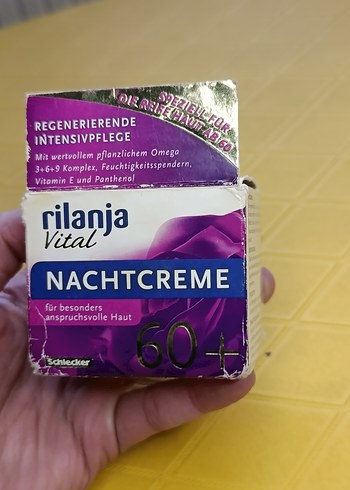 SPEZIELL FÜR
DIE REIFE HAUT AB 60
REGENERIERENDE
INTENSIVPFLEGE
Mit wertvollem pflanzlichem Omega
3+6+9 Komplex, Feuchtigkeitsspendern,
Vitamin E und Panthenol
rilanja
Vital
NACHTCREME
für besonders
anspruchsvolle Haut
60+
Schlecker